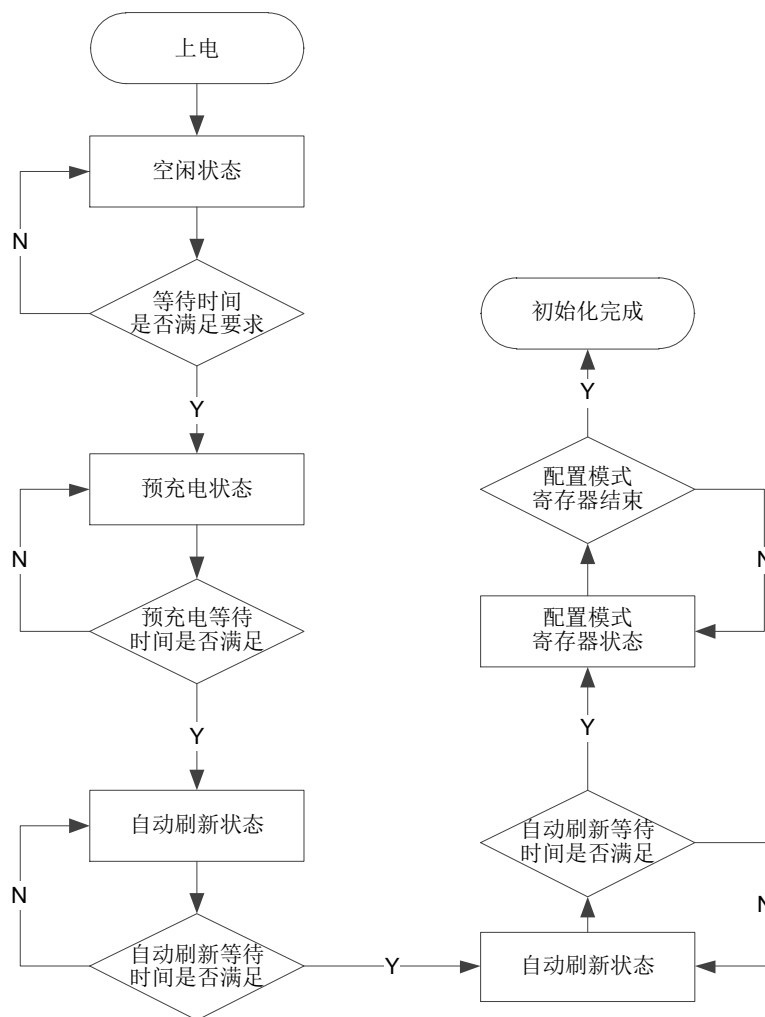 上电
空闲状态
N
等待时间
是否满足要求
Y
预充电状态
N
预充电等待
时间是否满足
Y
自动刷新状态
N
自动刷新等待
时间是否满足
Y
自动刷新状态
N
自动刷新等待
时间是否满足
Y
配置模式
寄存器状态
N
配置模式
寄存器结束
Y
初始化完成